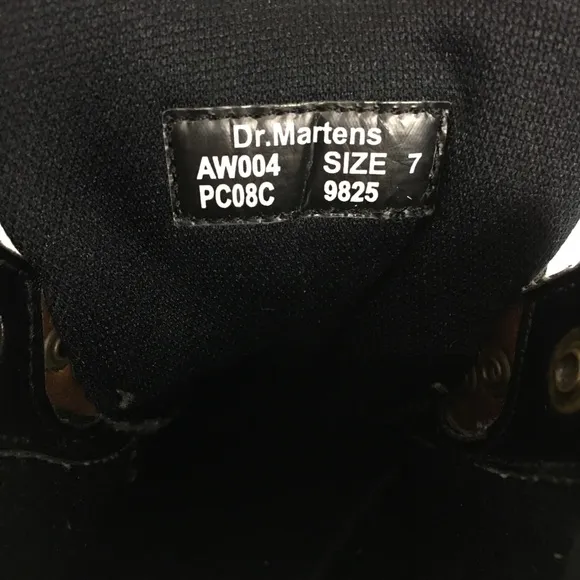 Dr.Martens
AW004 SIZE 7
PC08C 9825